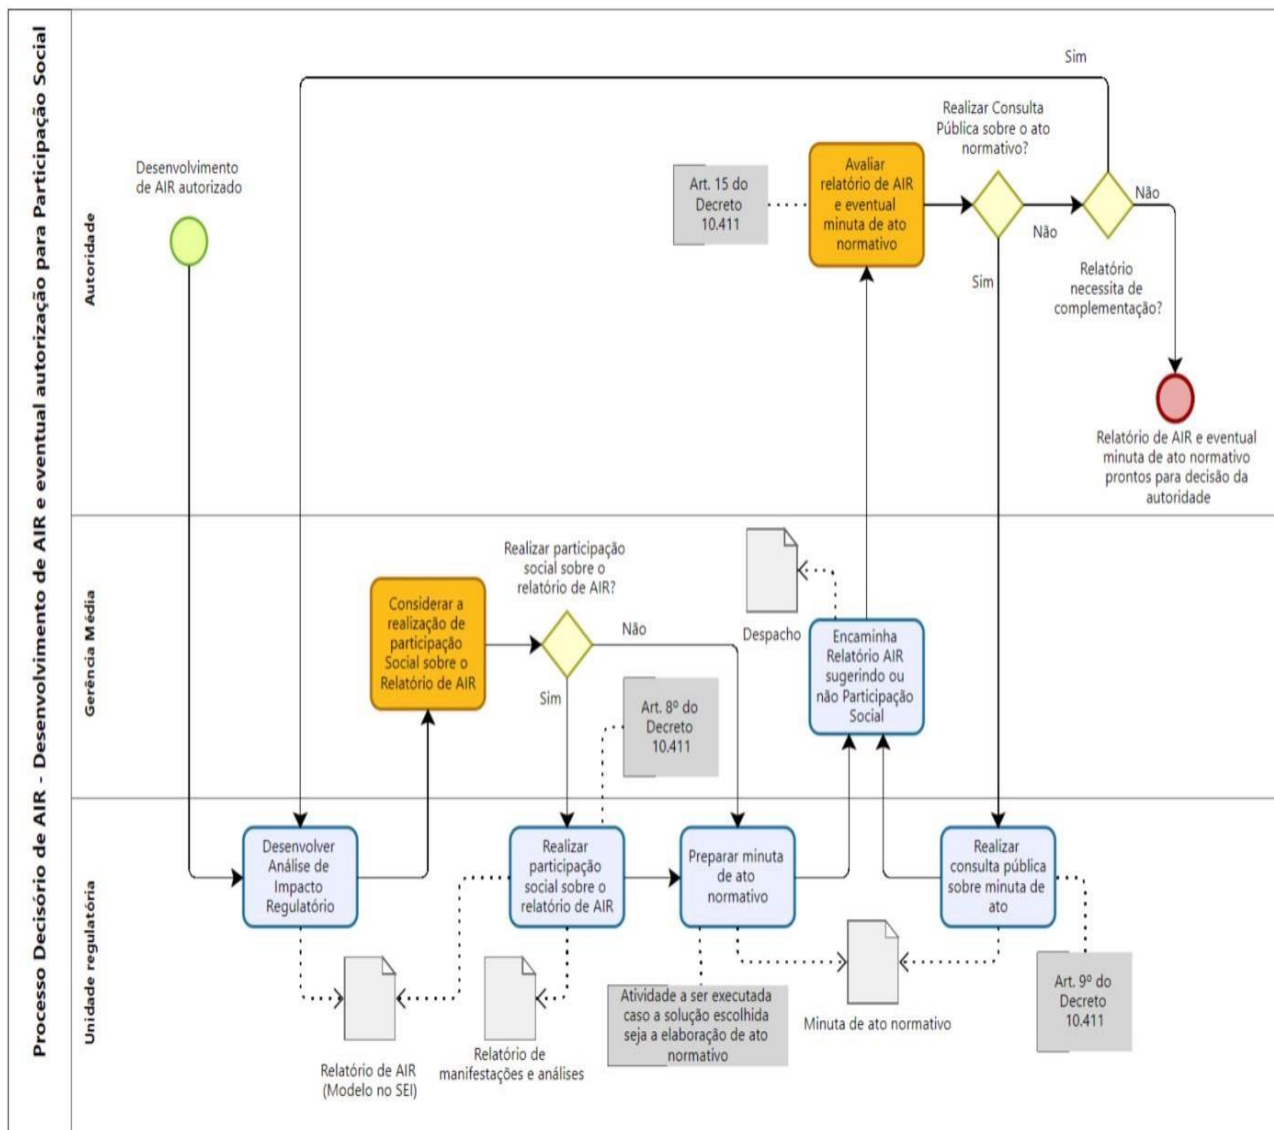 Processo Decisório de AIR - Desenvolvimento de AIR e eventual autorização para Participação Social
Autoridade
Desenvolvimento
de AIR autorizado
Art. 15 do
Decreto
10.411
Avaliar
relatório de AIR
e eventual
minuta de ato
normativo
Realizar Consulta
Pública sobre o ato
normativo?
Sim
Não
Sim
Não
Relatório
necessita de
complementação?
Relatório de AIR e eventual
minuta de ato normativo
prontos para decisão da
autoridade
Gerência Média
Considerar a
realização de
participação
Social sobre o
Relatório de AIR
Realizar participação
social sobre o
relatório de AIR?
Não
Sim
Art. 8º do
Decreto
10.411
Despacho
Encaminha
Relatório AIR
sugerindo ou
não Participação
Social
Unidade regulatória
Desenvolver
Análise de
Impacto
Regulatório
Realizar
participação
social sobre o
relatório de AIR
Preparar minuta
de ato
normativo
Realizar
consulta pública
sobre minuta de
ato
Relatório de AIR
(Modelo no SEI)
Relatório de
manifestações e análises
Atividade a ser executada
caso a solução escolhida
seja a elaboração de ato
normativo
Minuta de ato normativo
Art. 9º do
Decreto
10.411